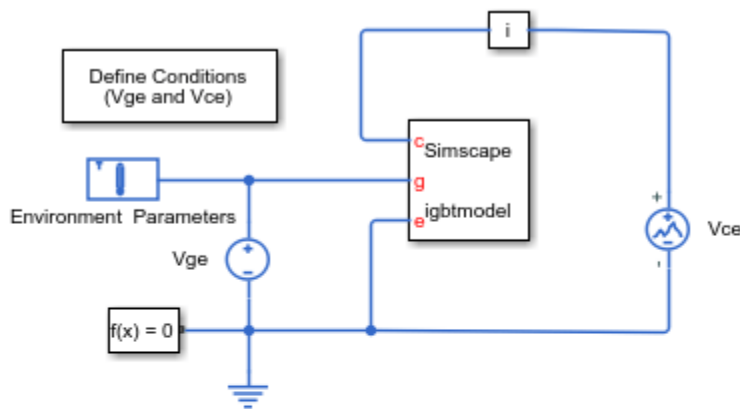 i
Define Conditions
(Vge and Vce)
c
Simscape
g
igbtmodel
e
Environment Parameters
+
Vce
-
Vge
f(x) = 0